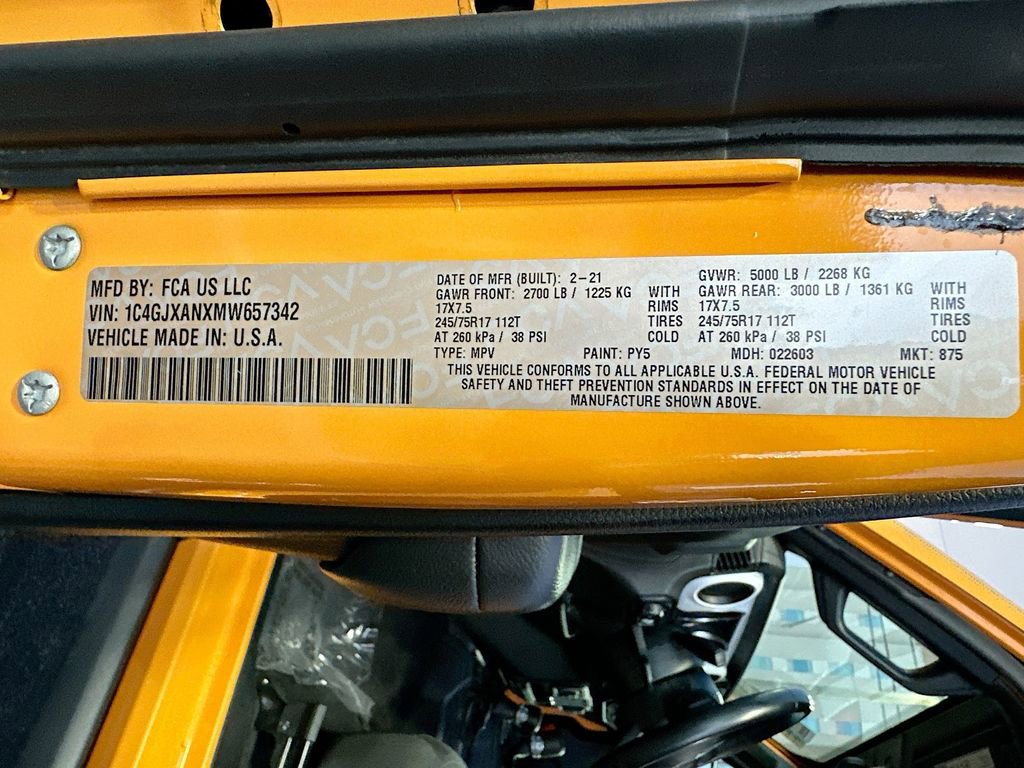 MFD BY: FCA US LLC
VIN: 1C4GJXANXMW657342
VEHICLE MADE IN: U.S.A.
DATE OF MFR (BUILT): 2-21
GAWR FRONT: 2700 LB / 1225 KG WITH
17X7.5 RIMS
245/75R17 112T TIRES
AT 260 kPa / 38 PSI COLD
GVWR: 5000 LB / 2268 KG
GAWR REAR: 3000 LB / 1361 KG WITH
17X7.5 RIMS
245/75R17 112T TIRES
AT 260 kPa / 38 PSI COLD
TYPE: MPV PAINT: PY5 MDH: 022603 MKT: 875
THIS VEHICLE CONFORMS TO ALL APPLICABLE U.S.A. FEDERAL MOTOR VEHICLE
SAFETY AND THEFT PREVENTION STANDARDS IN EFFECT ON THE DATE OF
MANUFACTURE SHOWN ABOVE.